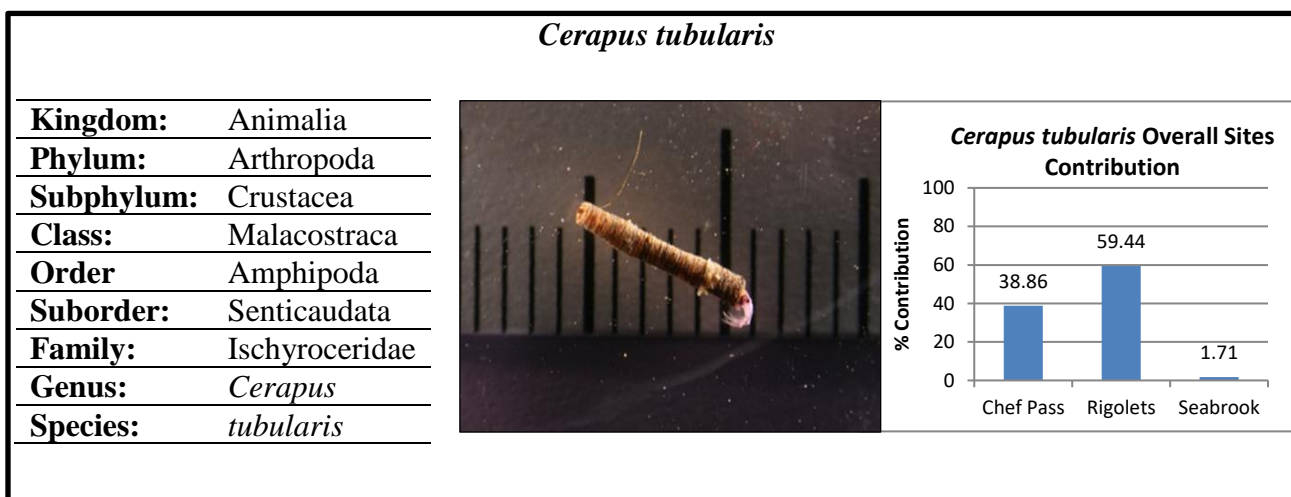 Cerapus tubularis
Kingdom: Animalia
Phylum: Arthropoda
Subphylum: Crustacea
Class: Malacostraca
Order Amphipoda
Suborder: Senticaudata
Family: Ischyroceridae
Genus: Cerapus
Species: tubularis
Cerapus tubularis Overall Sites
Contribution
% Contribution
100
80
60
40
20
0
38.86
59.44
1.71
Chef Pass Rigolets Seabrook